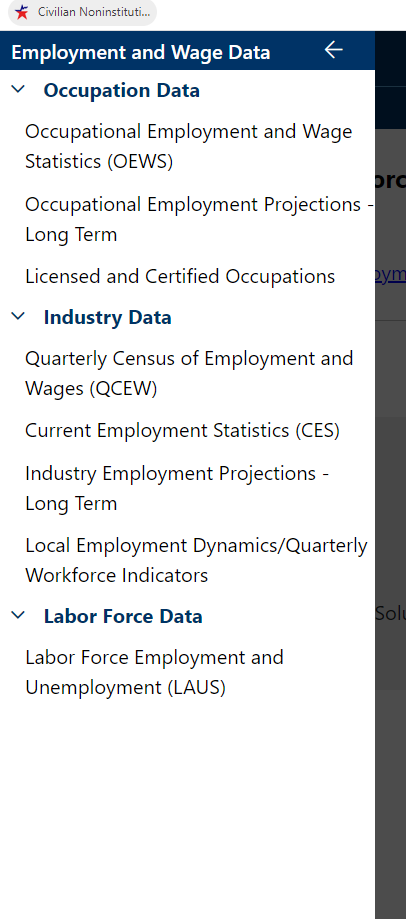 Civilian Noninstituti...
Employment and Wage Data
Occupation Data
Occupational Employment and Wage
Statistics (OEWS)
Occupational Employment Projections -
Long Term
Licensed and Certified Occupations
Industry Data
Quarterly Census of Employment and
Wages (QCEW)
Current Employment Statistics (CES)
Industry Employment Projections -
Long Term
Local Employment Dynamics/Quarterly
Workforce Indicators
Labor Force Data
Labor Force Employment and
Unemployment (LAUS)